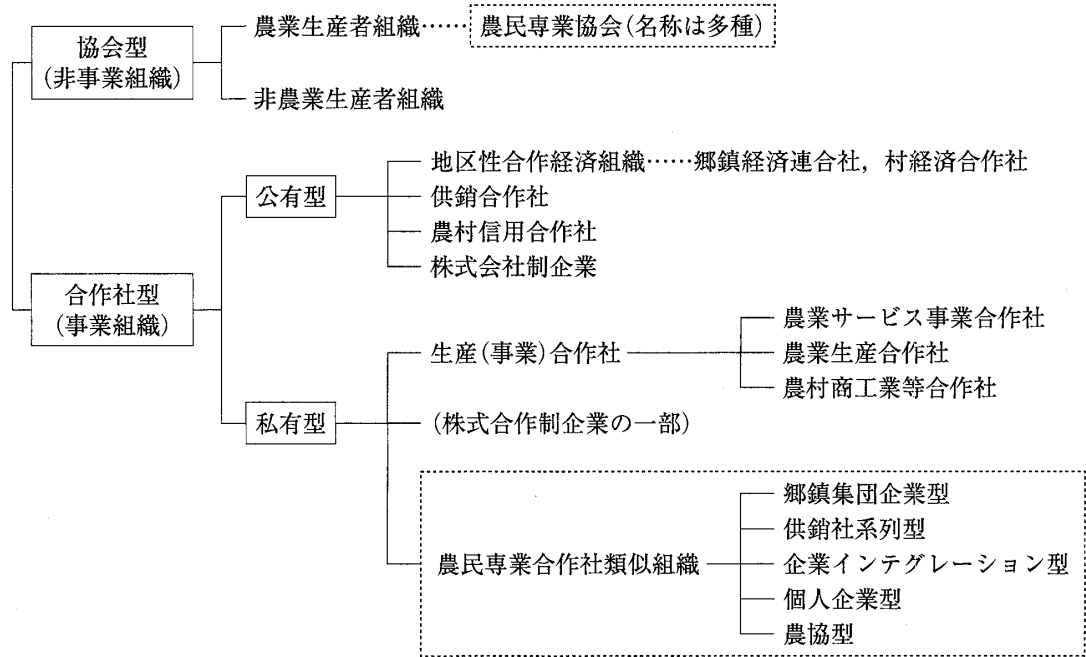 協会型
(非事業組織)
農業生産者組織……農民専業協会(名称は多種)
非農業生産者組織
合作社型
(事業組織)
公有型
地区性合作経済組織……郷鎮経済連合社，村経済合作社
供銷合作社
農村信用合作社
株式会社制企業
私有型
生産(事業)合作社
農業サービス事業合作社
農業生産合作社
農村商工業等合作社
(株式合作制企業の一部)
農民専業合作社類似組織
郷鎮集団企業型
供銷社系列型
企業インテグレーション型
個人企業型
農協型